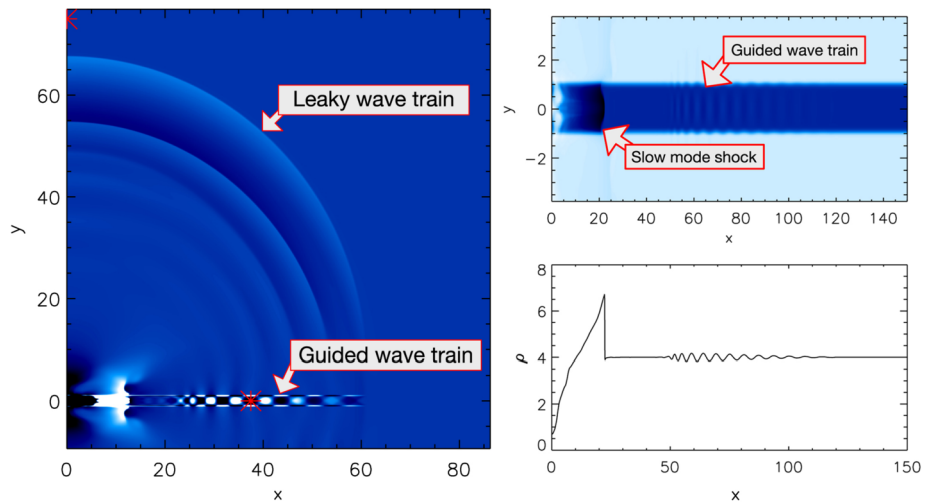 60
40
20
0
y
0 20 40 60 80
x
Leaky wave train
Guided wave train
2
0
−2
y
0 20 40 60 80 100 120 140
x
Guided wave train
Slow mode shock
8
6
4
2
0
ρ
0 50 100 150
x